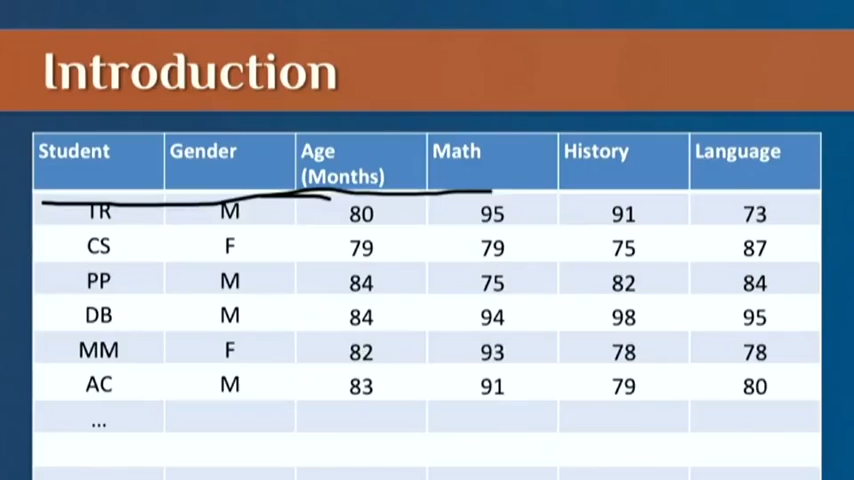 Introduction
Student Gender Age (Months) Math History Language
TR M 80 95 91 73
CS F 79 79 75 87
PP M 84 75 82 84
DB M 84 94 98 95
MM F 82 93 78 78
AC M 83 91 79 80
...